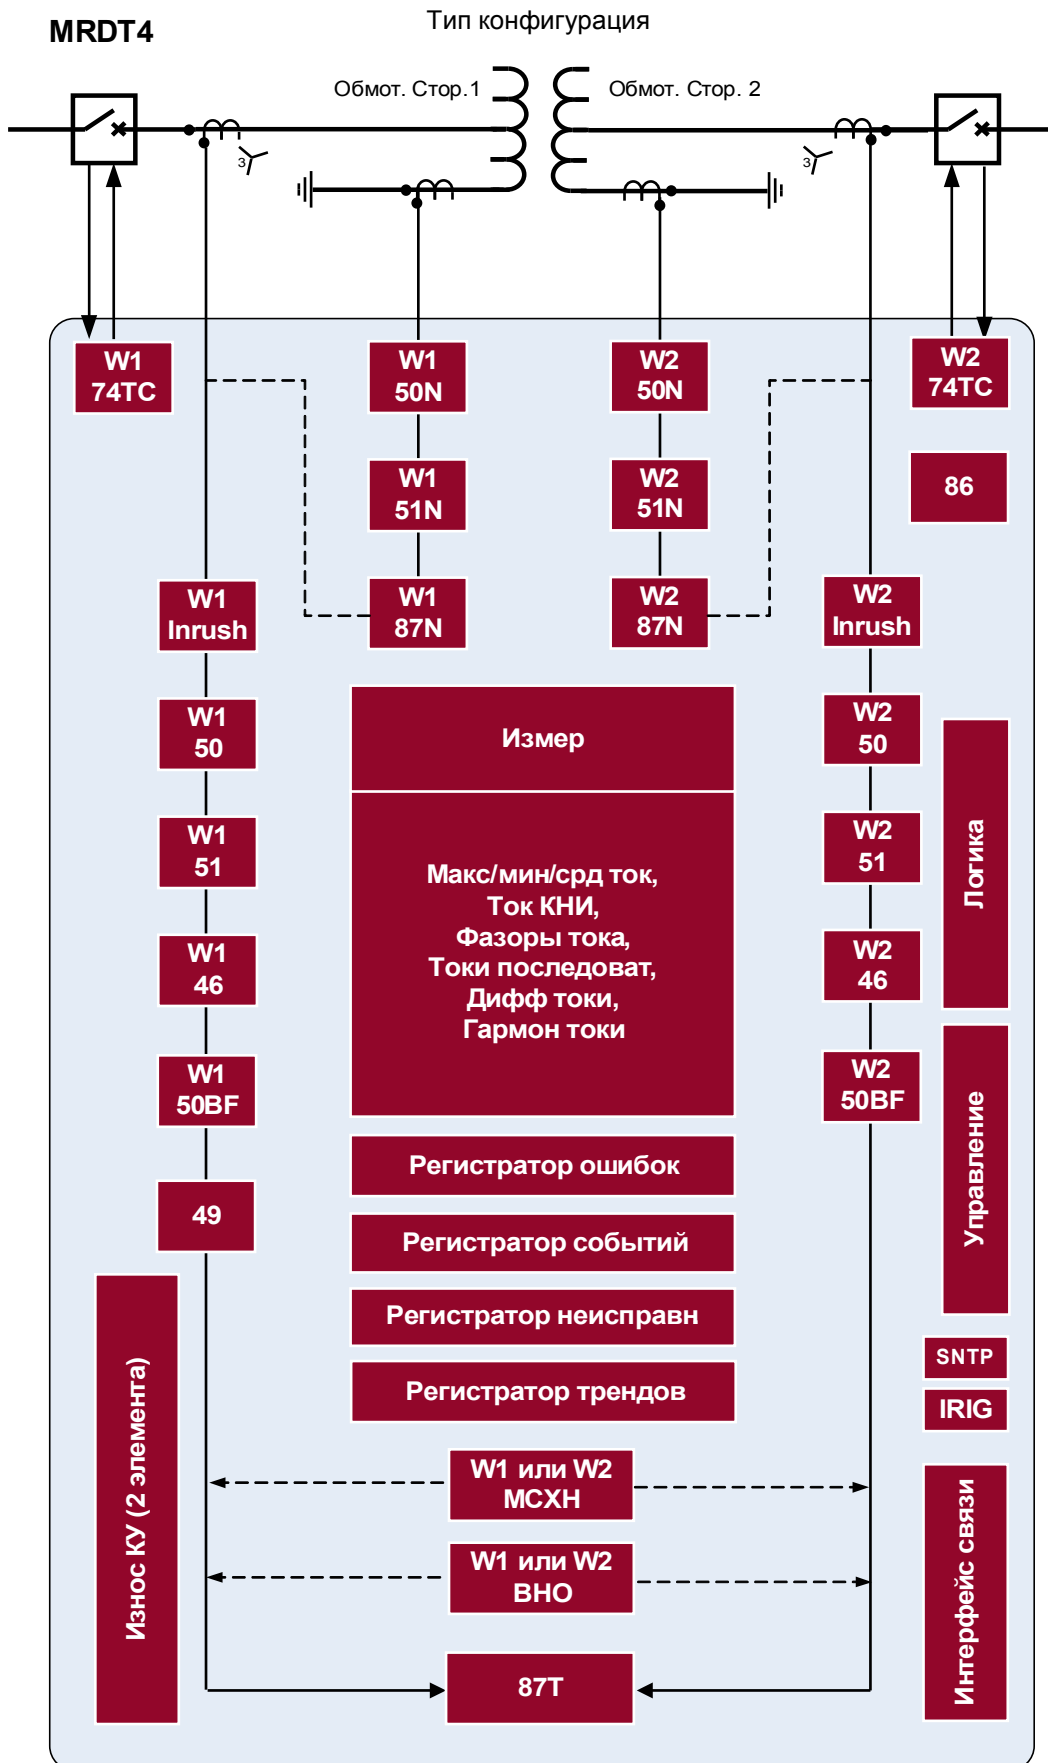 Тип конфигурация
MRDT4
Обмот. Стор.1
Обмот. Стор. 2
3
3
W1
74TC
W1
50N
W2
50N
W2
74TC
W1
51N
W2
51N
86
W1
Inrush
W1
87N
W2
87N
W2
Inrush
W1
50
Измер
W2
50
W1
51
Макс/мин/срд ток,
Ток КНИ,
Фазоры тока,
Токи последоват,
Дифф токи,
Гармон токи
W2
51
Логика
W1
46
W2
46
W1
50BF
W2
50BF
Управление
Регистратор ошибок
49
Регистратор событий
Регистратор неисправн
Регистратор трендов
SNTP
IRIG
Износ КУ (2 элемента)
W1 или W2
МСХН
W1 или W2
ВНО
Интерфейс связи
87T